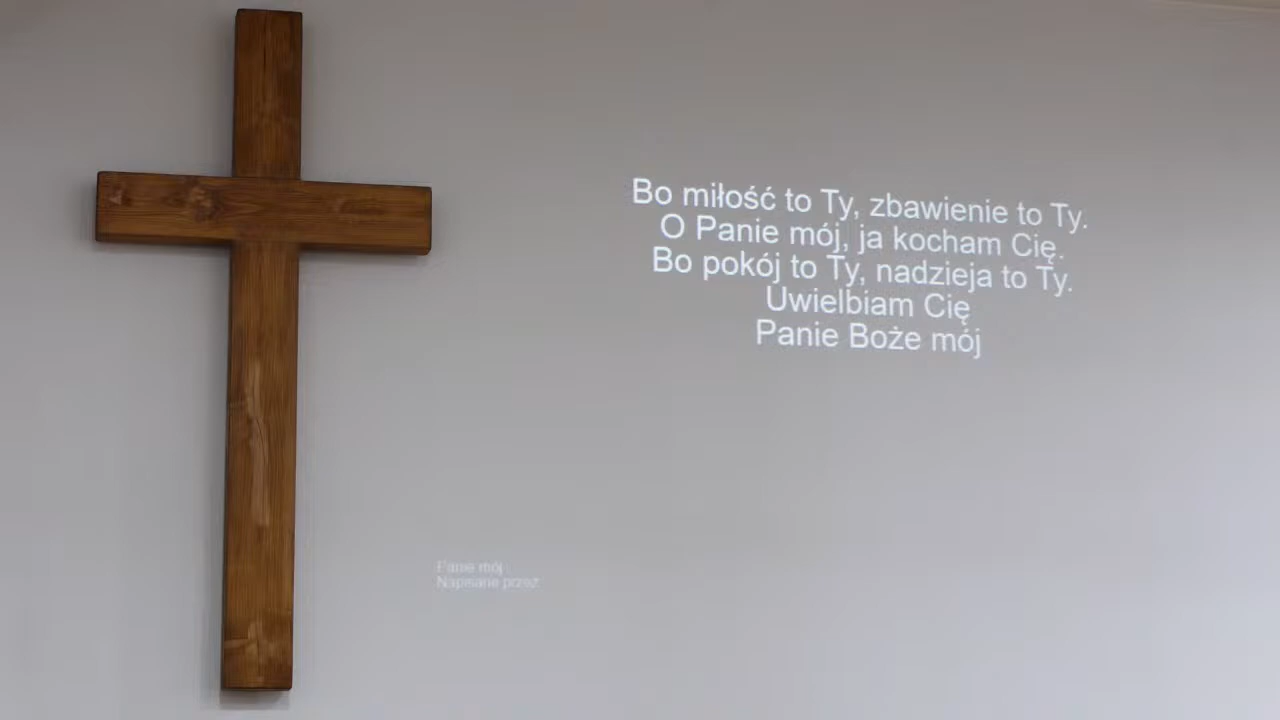 Bo miłość to Ty, zbawienie to Ty.
O Panie mój, ja kocham Cię.
Bo pokój to Ty, nadzieja to Ty.
Uwielbiam Cię
Panie Boże mój
Panie mój
Napisane przez